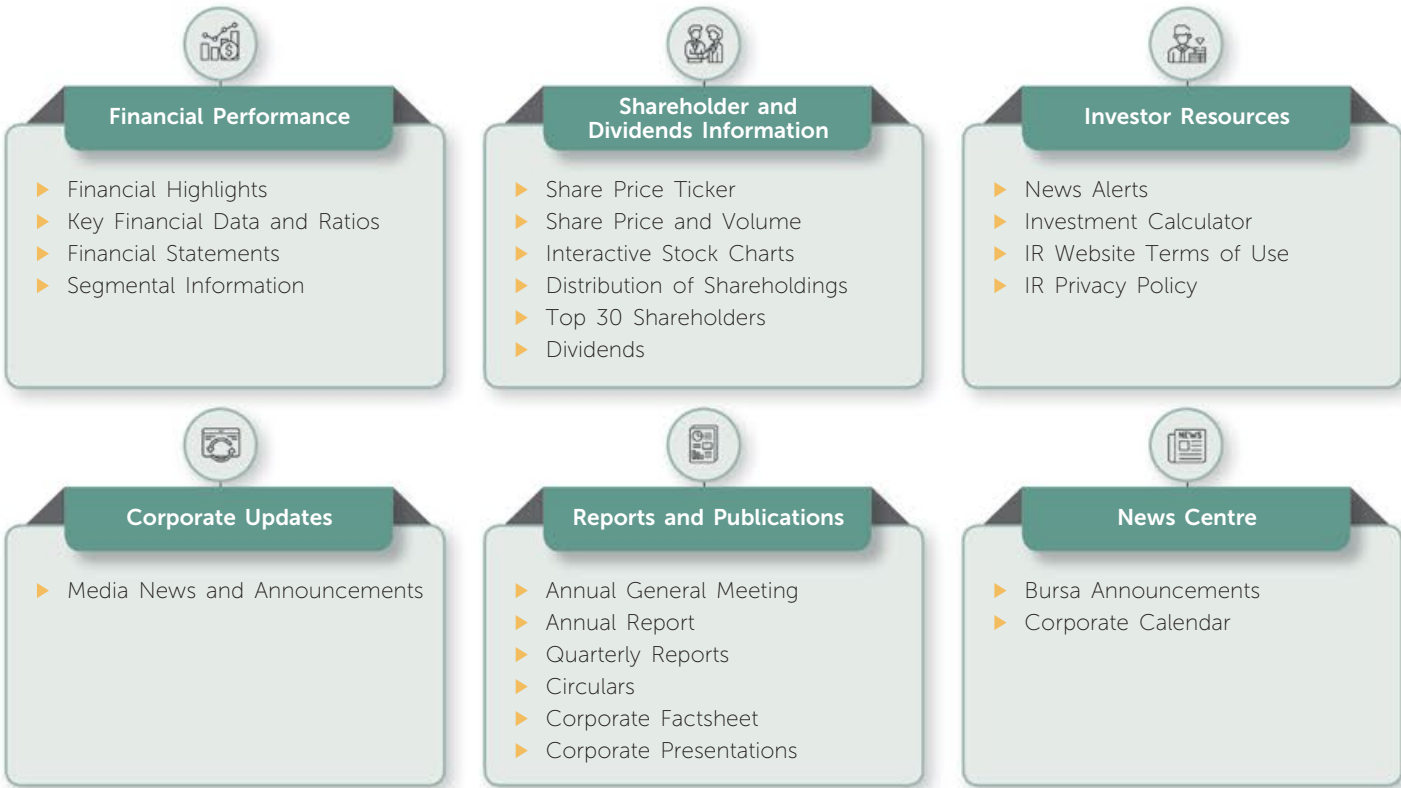 Financial Performance
Financial Highlights
Key Financial Data and Ratios
Financial Statements
Segmental Information
Shareholder and
Dividends Information
Share Price Ticker
Share Price and Volume
Interactive Stock Charts
Distribution of Shareholdings
Top 30 Shareholders
Dividends
Investor Resources
News Alerts
Investment Calculator
IR Website Terms of Use
IR Privacy Policy
Corporate Updates
Media News and Announcements
Reports and Publications
Annual General Meeting
Annual Report
Quarterly Reports
Circulars
Corporate Factsheet
Corporate Presentations
NEWS
News Centre
Bursa Announcements
Corporate Calendar